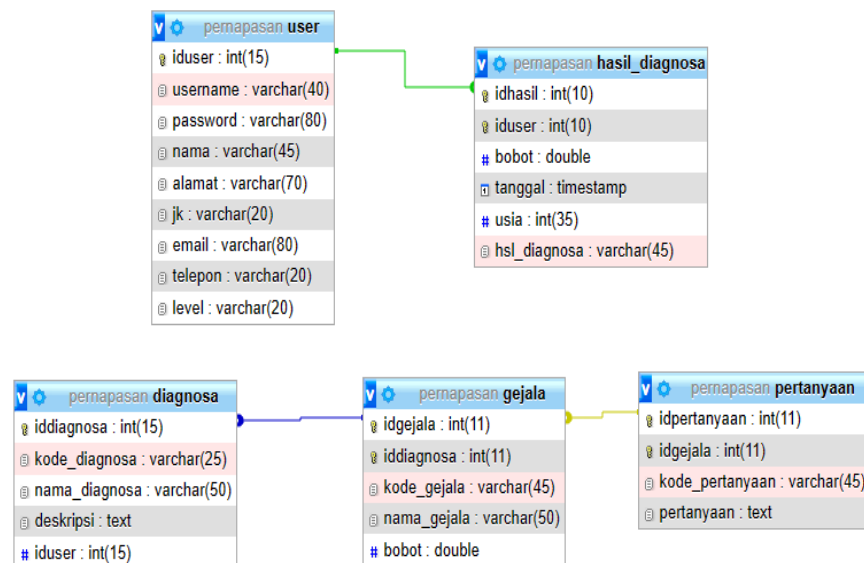 pernapasan user
iduser : int(15)
username : varchar(40)
password : varchar(80)
nama : varchar(45)
alamat : varchar(70)
jk : varchar(20)
email : varchar(80)
telepon : varchar(20)
level : varchar(20)
pernapasan hasil_diagnosa
idhasil : int(10)
iduser : int(10)
# bobot : double
tanggal : timestamp
# usia : int(35)
hsl_diagnosa : varchar(45)
pernapasan diagnosa
iddiagnosa : int(15)
kode_diagnosa : varchar(25)
nama_diagnosa : varchar(50)
deskripsi : text
# iduser : int(15)
pernapasan gejala
idgejala : int(11)
iddiagnosa : int(11)
kode_gejala : varchar(45)
nama_gejala : varchar(50)
# bobot : double
pernapasan pertanyaan
idpertanyaan : int(11)
idgejala : int(11)
kode_pertanyaan : varchar(45)
pertanyaan : text